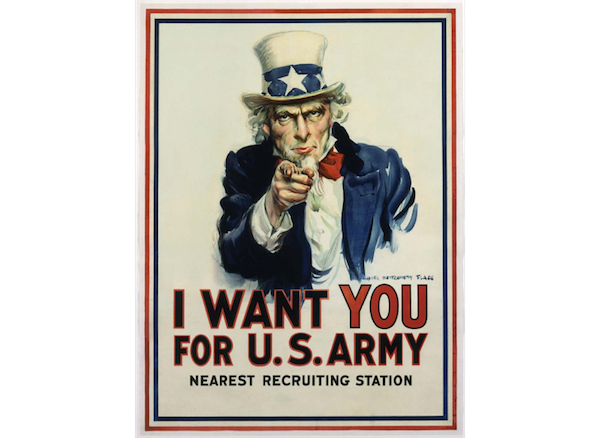 I WANT YOU
FOR U.S. ARMY
NEAREST RECRUITING STATION